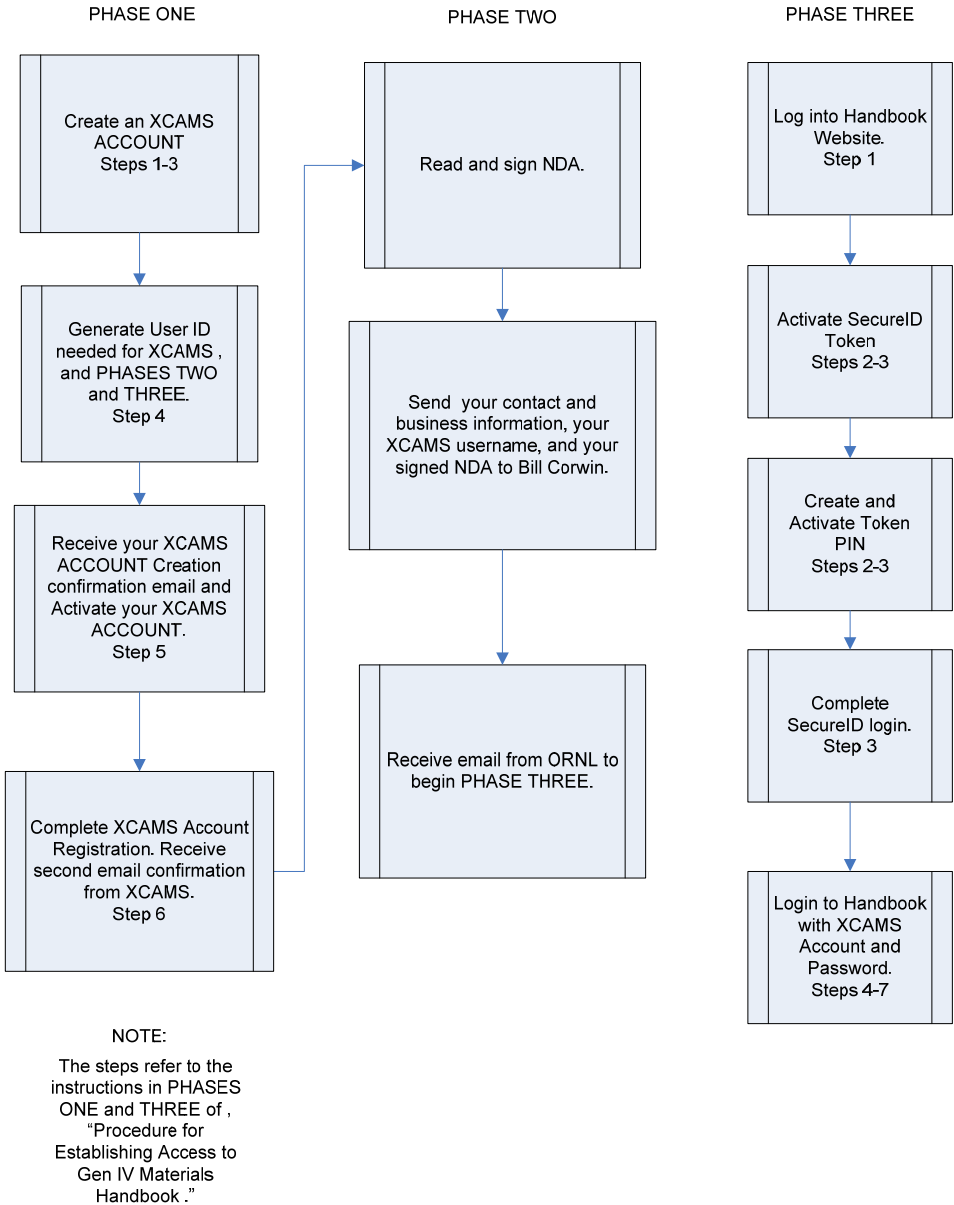 PHASE ONE
Create an XCAMS
ACCOUNT
Steps 1-3
Generate User ID
needed for XCAMS ,
and PHASES TWO
and THREE.
Step 4
Receive your XCAMS
ACCOUNT Creation
confirmation email and
Activate your XCAMS
ACCOUNT.
Step 5
Complete XCAMS Account
Registration. Receive
second email confirmation
from XCAMS.
Step 6
NOTE:
The steps refer to the
instructions in PHASES
ONE and THREE of ,
“Procedure for
Establishing Access to
Gen IV Materials
Handbook .”
PHASE TWO
Read and sign NDA.
Send your contact and
business information, your
XCAMS username, and your
signed NDA to Bill Corwin.
Receive email from ORNL to
begin PHASE THREE.
PHASE THREE
Log into Handbook
Website.
Step 1
Activate SecureID
Token
Steps 2-3
Create and
Activate Token
PIN
Steps 2-3
Complete
SecureID login.
Step 3
Login to Handbook
with XCAMS
Account and
Password.
Steps 4-7